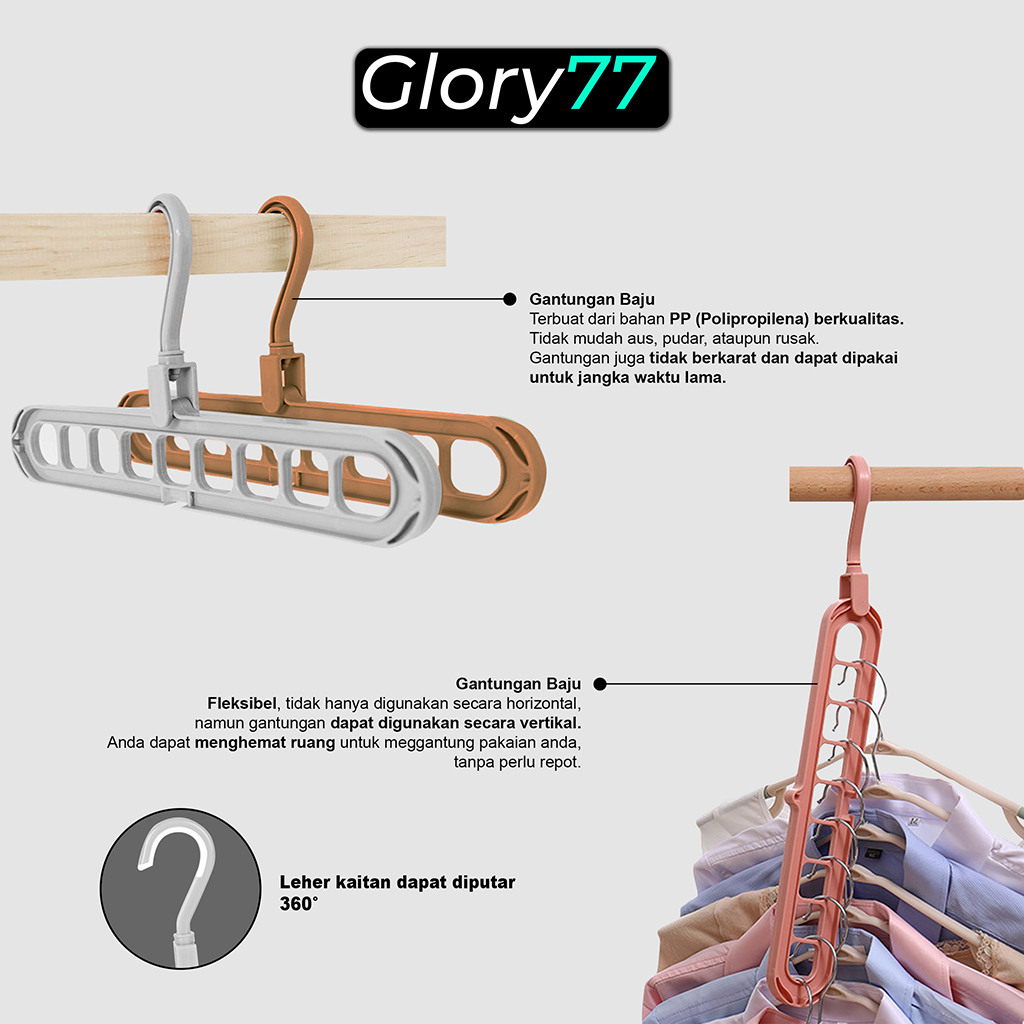 Glory77
Gantungan Baju
Terbuat dari bahan PP (Polipropilena) berkualitas.
Tidak mudah aus, pudar, ataupun rusak.
Gantungan juga tidak berkarat dan dapat dipakai
untuk jangka waktu lama.
Gantungan Baju
Fleksibel, tidak hanya digunakan secara horizontal,
namun gantungan dapat digunakan secara vertikal.
Anda dapat menghemat ruang untuk meggantung pakaian anda,
tanpa perlu repot.
Leher kaitan dapat diputar
360°